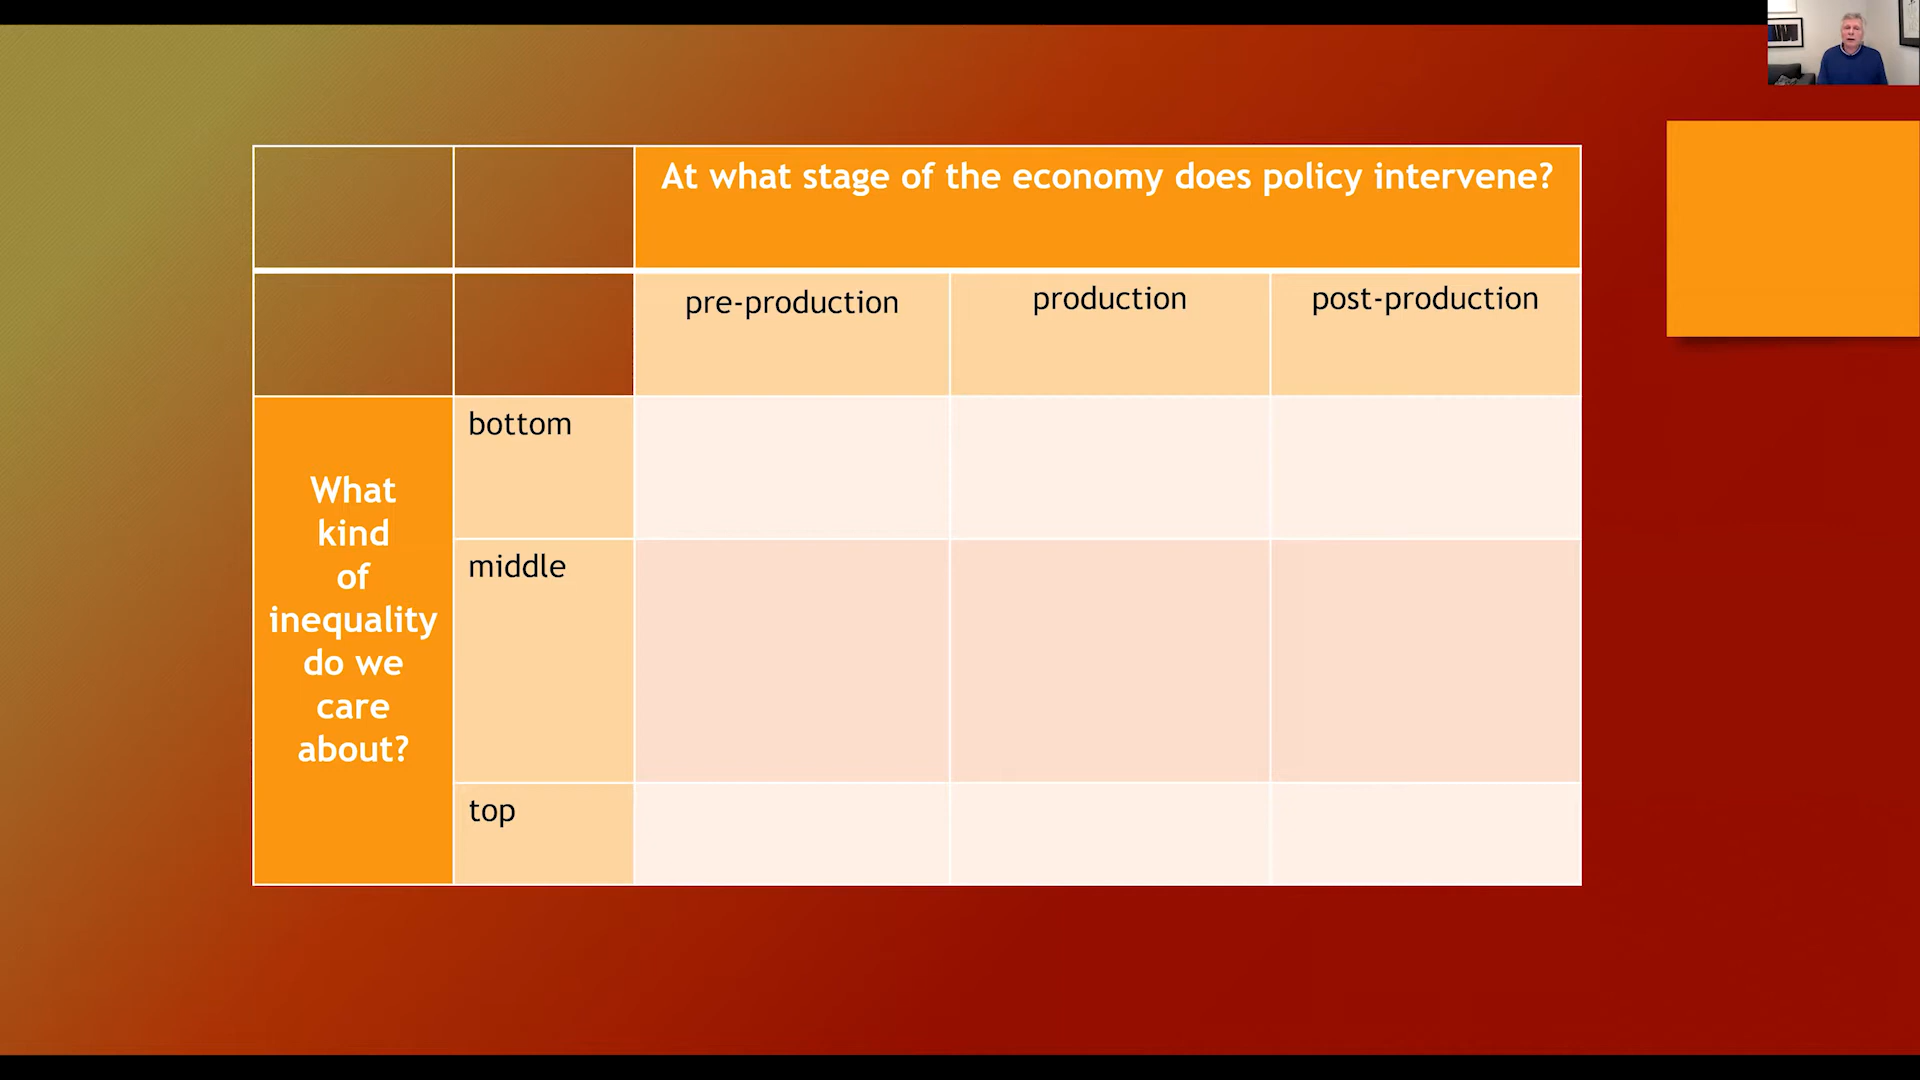 At what stage of the economy does policy intervene?
pre-production
production
post-production
What
kind
of
inequality
do we
care
about?
bottom
middle
top